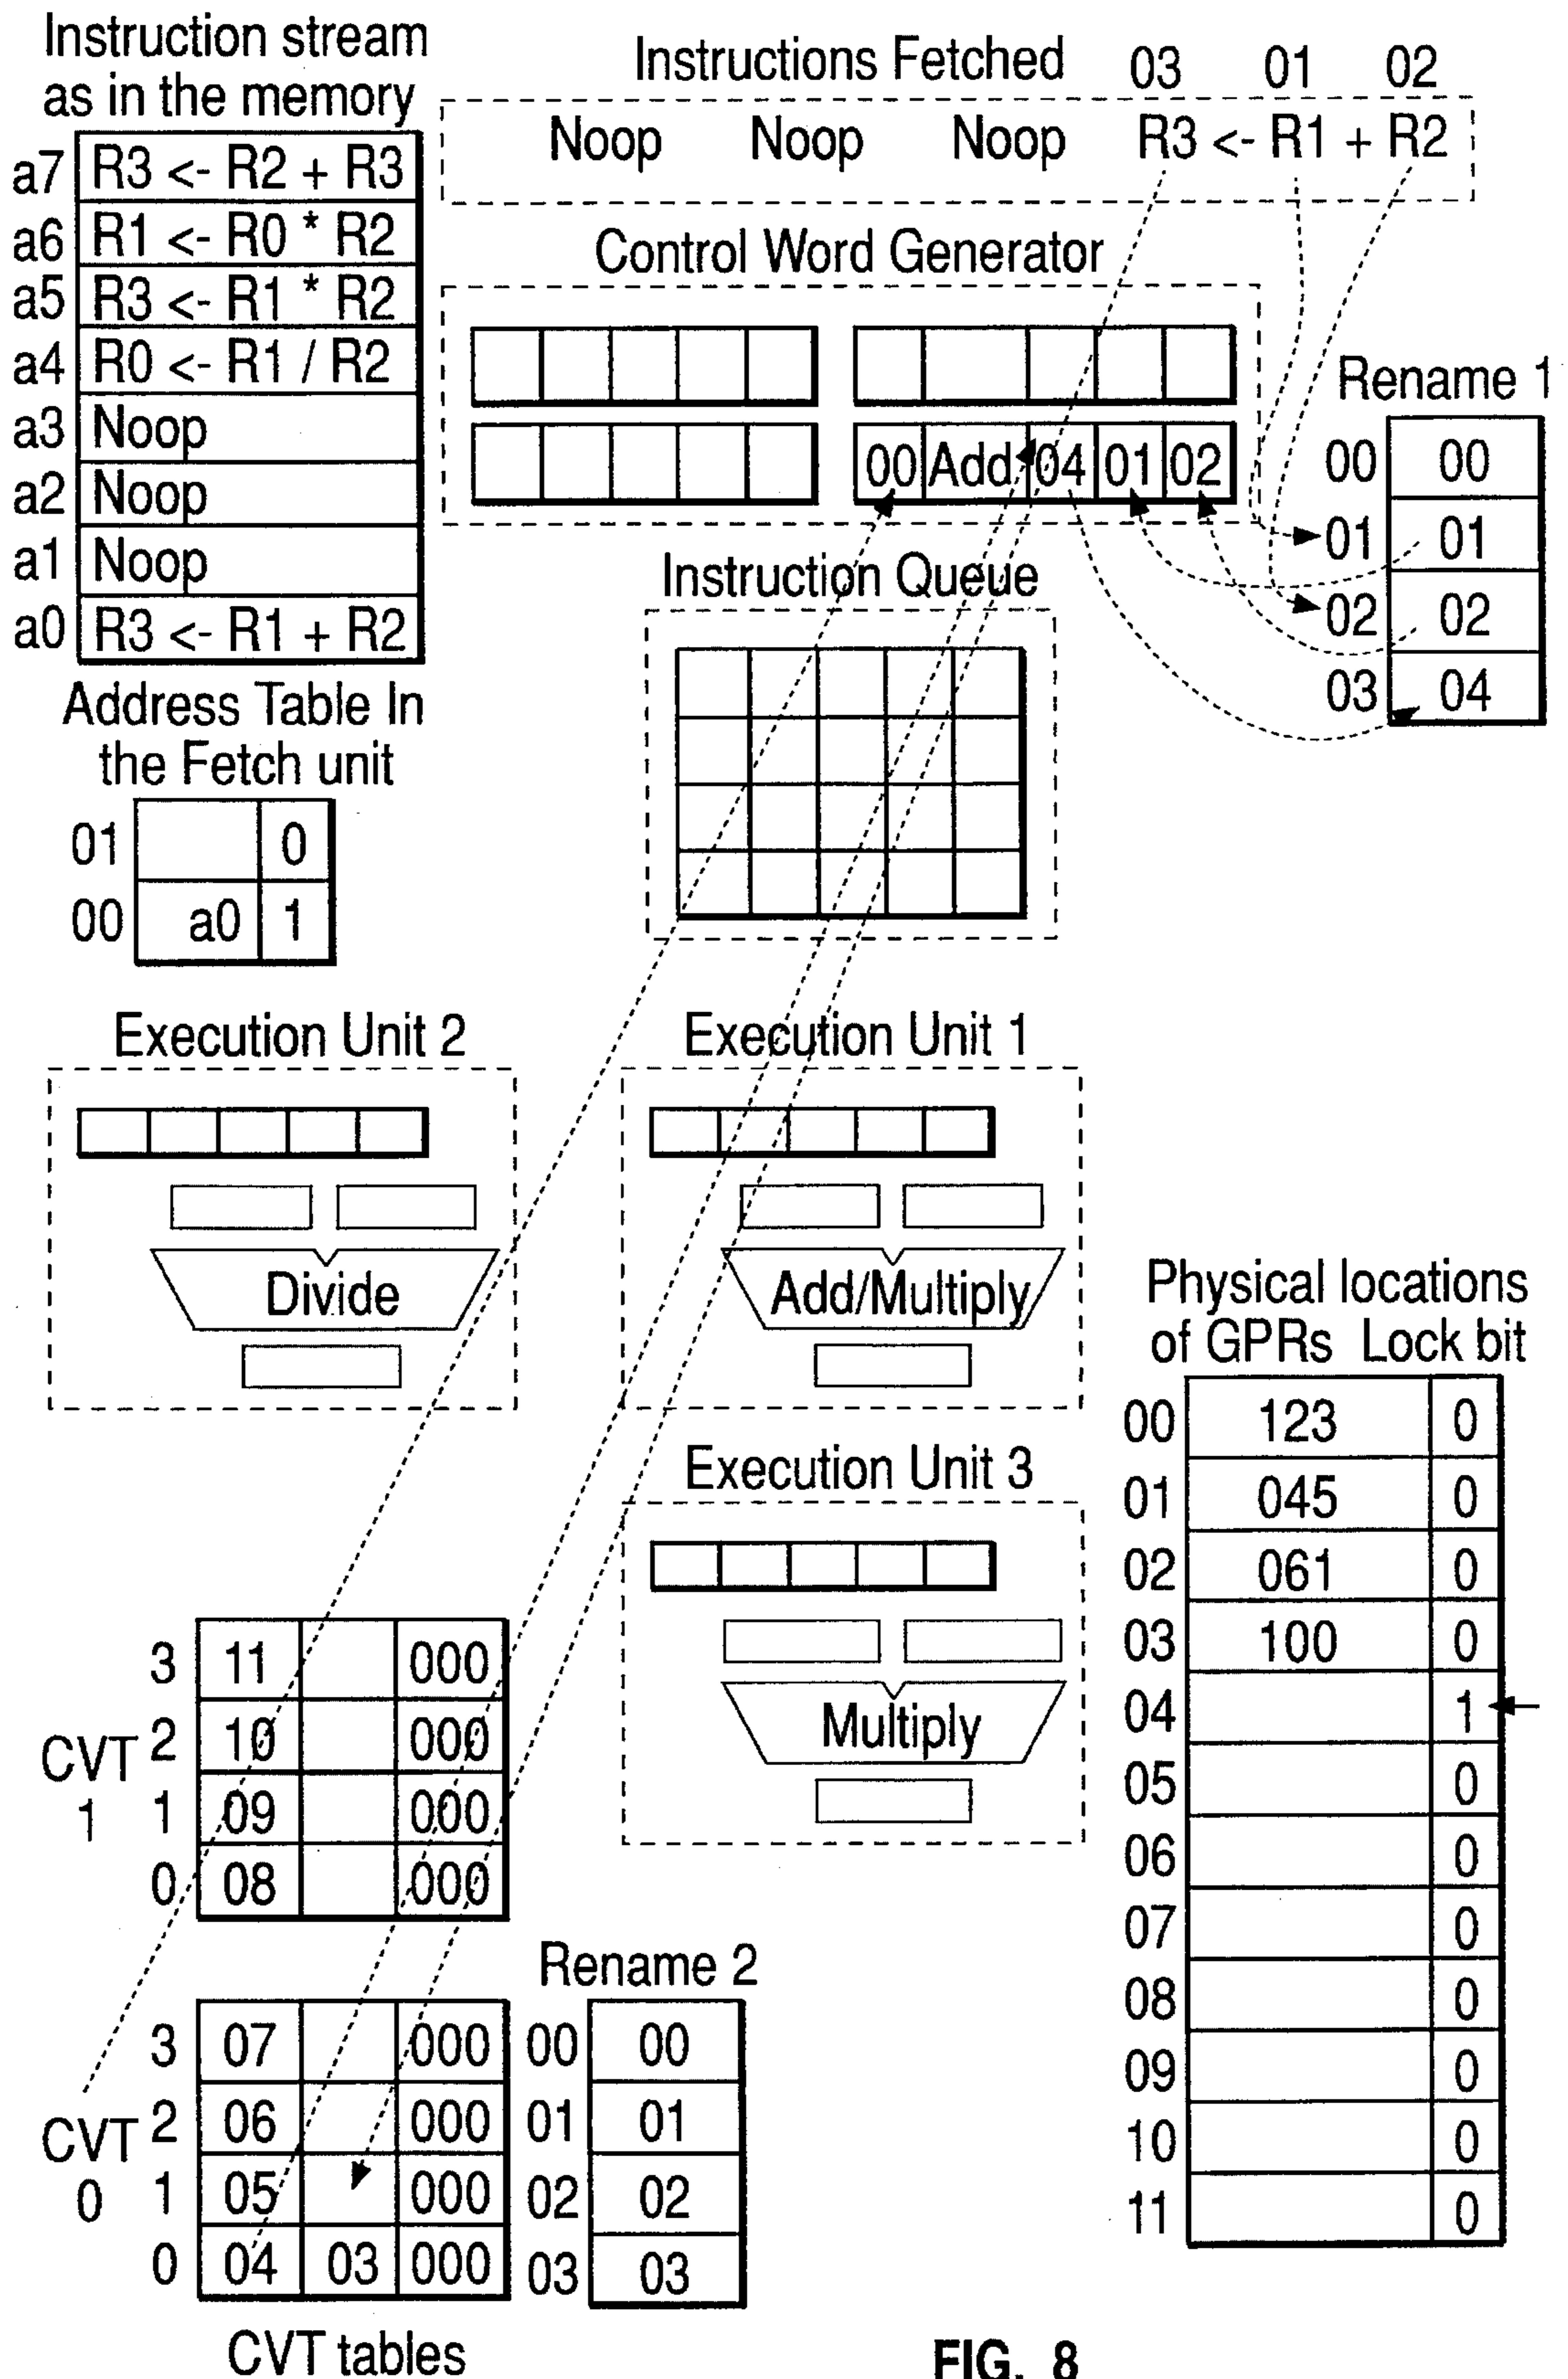 Instruction stream
as in the memory
a7 R3 <- R2 + R3
a6 R1 <- R0 * R2
a5 R3 <- R1 * R2
a4 R0 <- R1 / R2
a3 Noop
a2 Noop
a1 Noop
a0 R3 <- R1 + R2
Instructions Fetched 03 01 02
Noop Noop Noop R3 <- R1 + R2
Control Word Generator
00 Add 04 01 02
Rename 1
00 00
01 01
02 02
03 04
Instruction Queue
Address Table In
the Fetch unit
01 0
00 a0 1
Execution Unit 2
Divide
Execution Unit 1
Add/Multiply
Execution Unit 3
Multiply
Physical locations
of GPRs Lock bit
00 123 0
01 045 0
02 061 0
03 100 0
04 1
05 0
06 0
07 0
08 0
09 0
10 0
11 0
CVT
1
3 11 000
2 10 000
1 09 000
0 08 000
CVT
0
3 07 000
2 06 000
1 05 000
0 04 03 000
Rename 2
00 00
01 01
02 02
03 03
CVT tables
FIG. 8